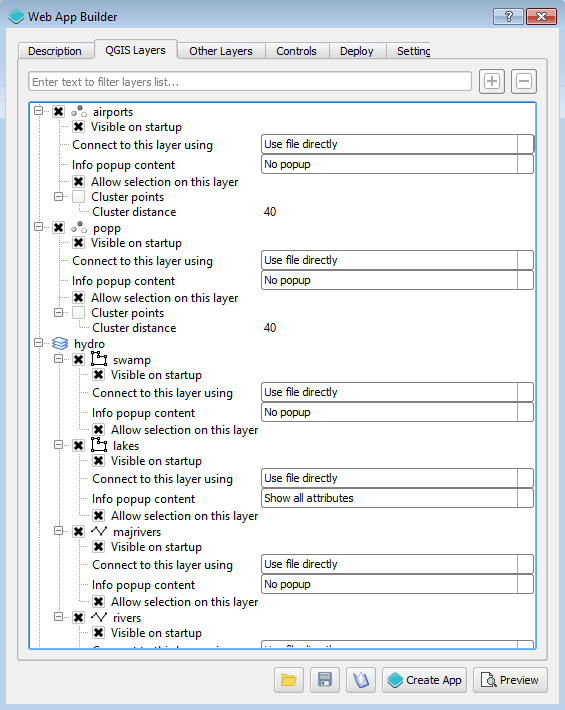 Web App Builder
Description QGIS Layers Other Layers Controls Deploy Setting
Enter text to filter layers list...
airports
Visible on startup
Connect to this layer using Use file directly
Info popup content No popup
Allow selection on this layer
Cluster points
Cluster distance 40
popp
Visible on startup
Connect to this layer using Use file directly
Info popup content No popup
Allow selection on this layer
Cluster points
Cluster distance 40
hydro
swamp
Visible on startup
Connect to this layer using Use file directly
Info popup content No popup
Allow selection on this layer
lakes
Visible on startup
Connect to this layer using Use file directly
Info popup content Show all attributes
Allow selection on this layer
majrivers
Visible on startup
Connect to this layer using Use file directly
Info popup content No popup
Allow selection on this layer
rivers
Visible on startup
Create App Preview